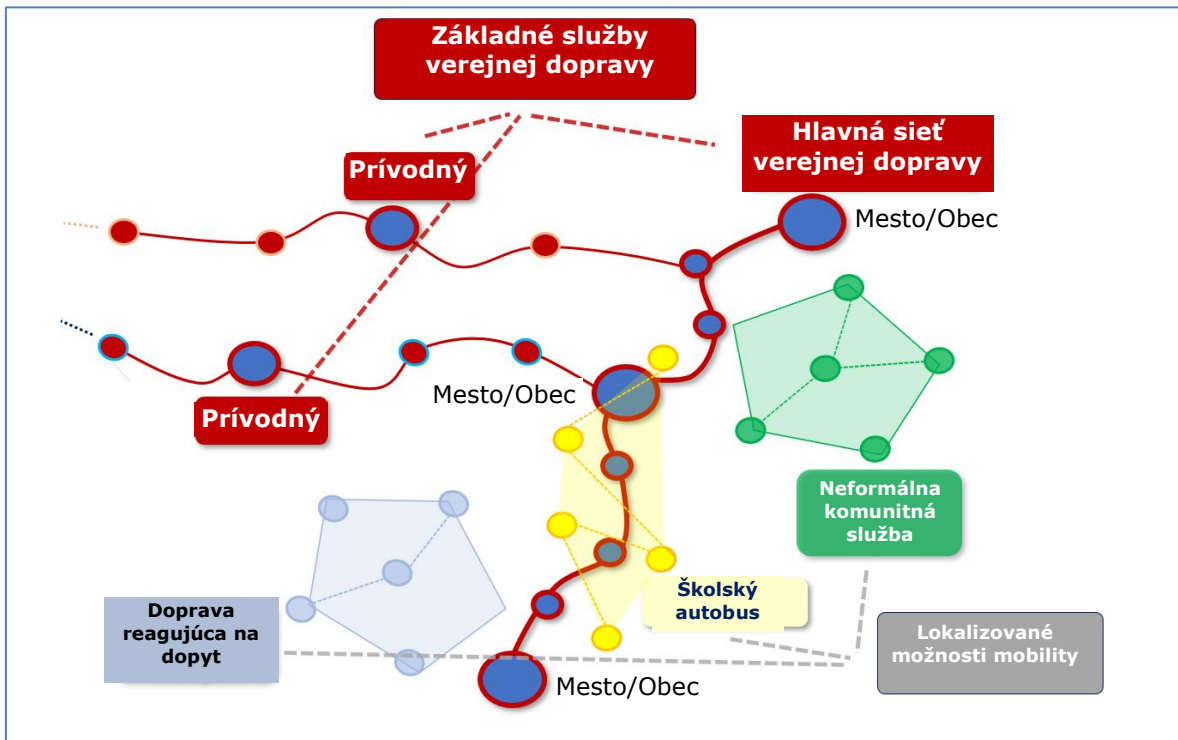 Základné služby
verejnej dopravy
Hlavná sieť
verejnej dopravy
Prívodný
Mesto/Obec
Mesto/Obec
Prívodný
Neformálna
komunitná
služba
Školský
autobus
Doprava
reagujúca na
dopyt
Lokalizované
možnosti mobility
Mesto/Obec